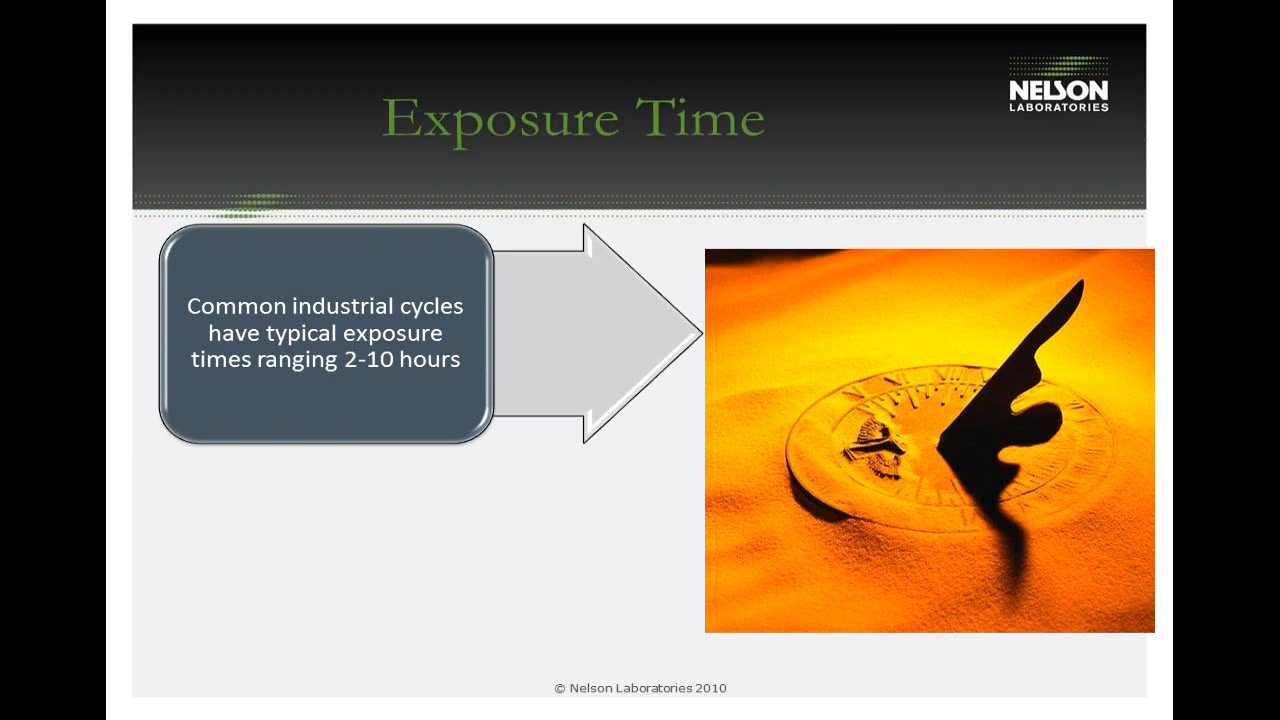 Exposure Time
NELSON
LABORATORIES
Common industrial cycles
have typical exposure
times ranging 2-10 hours
© Nelson Laboratories 2010